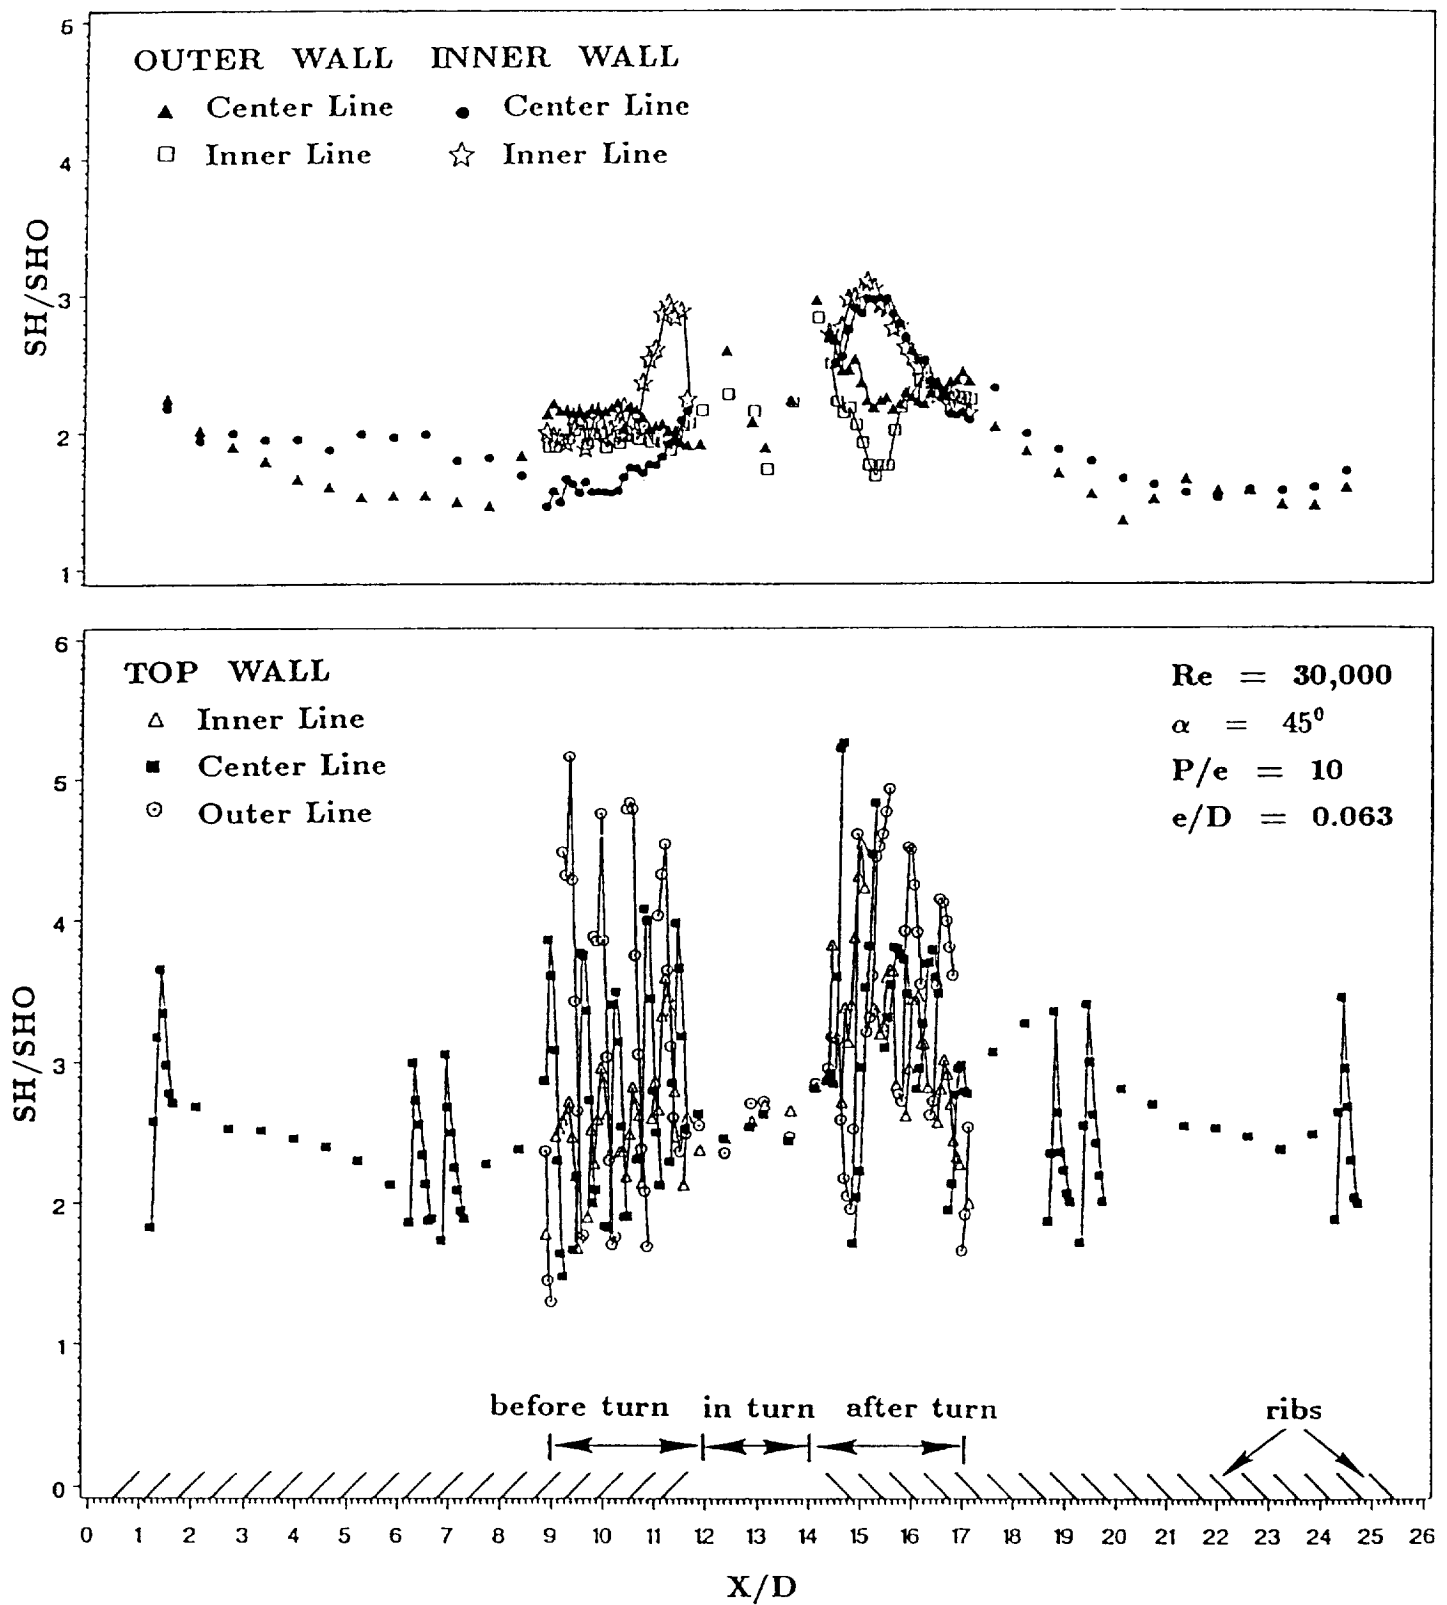 5
4
3
2
1
SH/SHO
OUTER WALL INNER WALL
Center Line Center Line
Inner Line Inner Line
6
5
4
3
2
1
0
SH/SHO
TOP WALL
Inner Line
Center Line
Outer Line
Re = 30,000
α = 45⁰
P/e = 10
e/D = 0.063
before turn in turn after turn ribs
0 1 2 3 4 5 6 7 8 9 10 11 12 13 14 15 16 17 18 19 20 21 22 23 24 25 26
X/D